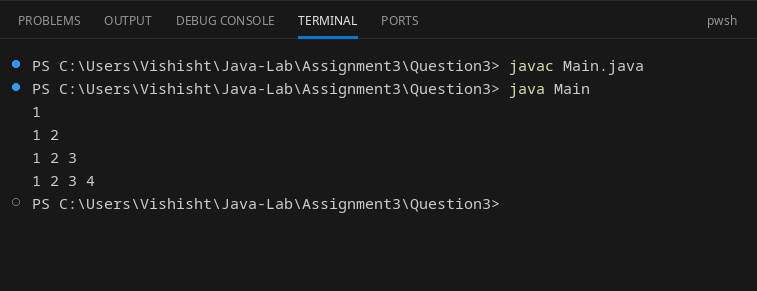 PROBLEMS OUTPUT DEBUG CONSOLE TERMINAL PORTS pwsh
PS C:\Users\Vishisht\Java-Lab\Assignment3\Question3> javac Main.java
PS C:\Users\Vishisht\Java-Lab\Assignment3\Question3> java Main
1
1 2
1 2 3
1 2 3 4
PS C:\Users\Vishisht\Java-Lab\Assignment3\Question3>